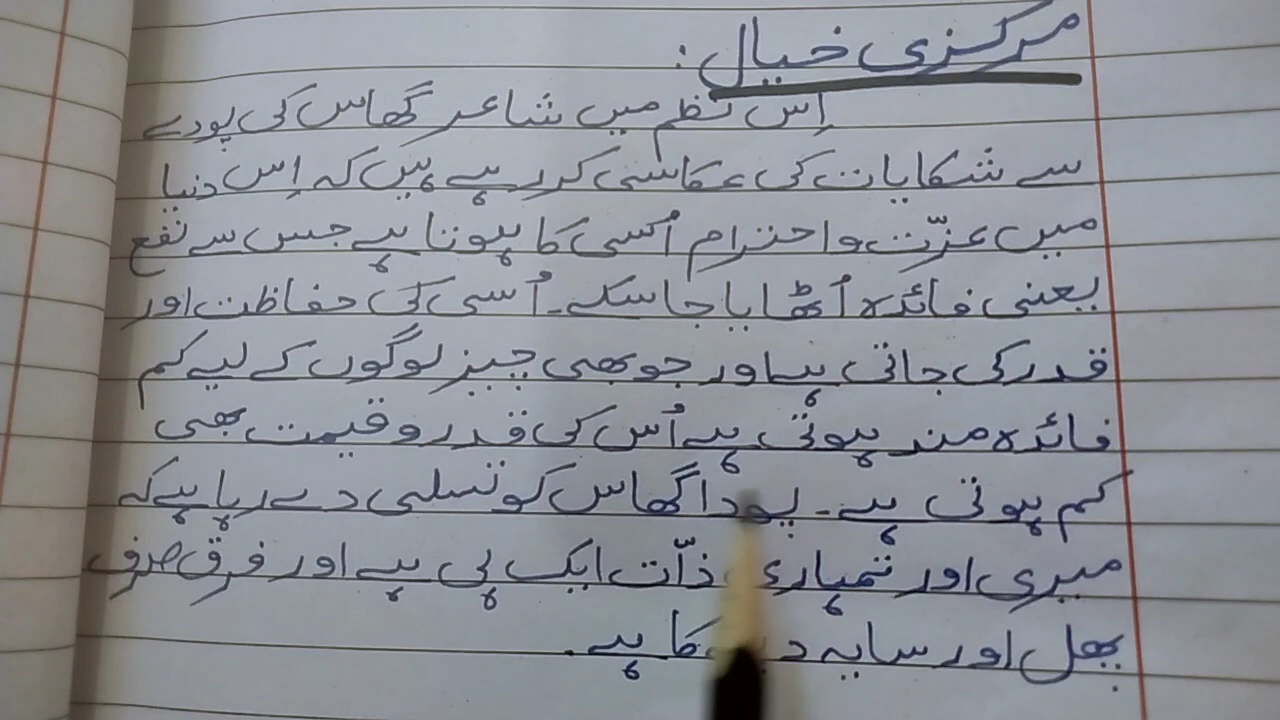 مرکزی خیال:
اِس نظم میں شاعر گھاس کی پودے
سے شکایات کی عکاسی کر رہے ہیں کہ اِس دنیا
میں عزّت و احترام اُسی کا ہوتا ہے جس سے نفع
یعنی فائدہ اُٹھایا جا سکے۔ اُسی کی حفاظت اور
قدر کی جاتی ہے اور جو بھی چیز لوگوں کے لیے کم
فائدہ مند ہوتی ہے اُس کی قدر و قیمت بھی
کم ہوتی ہے۔ پودا گھاس کو تسلی دے رہا ہے کہ
میری اور تمہاری ذّات ایک ہی ہے اور فرق صرف
پھل اور سایہ کا ہے۔